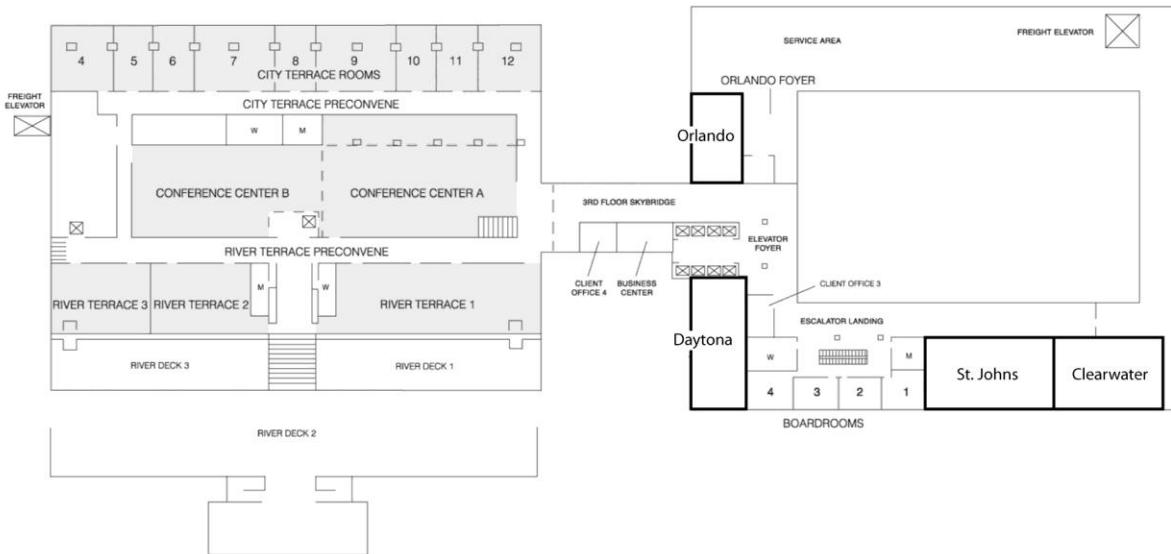 4
5
6
7
8
9
10
11
12
CITY TERRACE ROOMS
FREIGHT
ELEVATOR
CITY TERRACE PRECONVENE
W
M
CONFERENCE CENTER B
CONFERENCE CENTER A
RIVER TERRACE PRECONVENE
RIVER TERRACE 3
RIVER TERRACE 2
M
W
RIVER TERRACE 1
RIVER DECK 3
RIVER DECK 1
RIVER DECK 2
3RD FLOOR SKYBRIDGE
CLIENT
OFFICE 4
BUSINESS
CENTER
SERVICE AREA
FREIGHT ELEVATOR
ORLANDO FOYER
Orlando
ELEVATOR
FOYER
CLIENT OFFICE 3
Daytona
ESCALATOR LANDING
W
M
4
3
2
1
St. Johns
Clearwater
BOARDROOMS